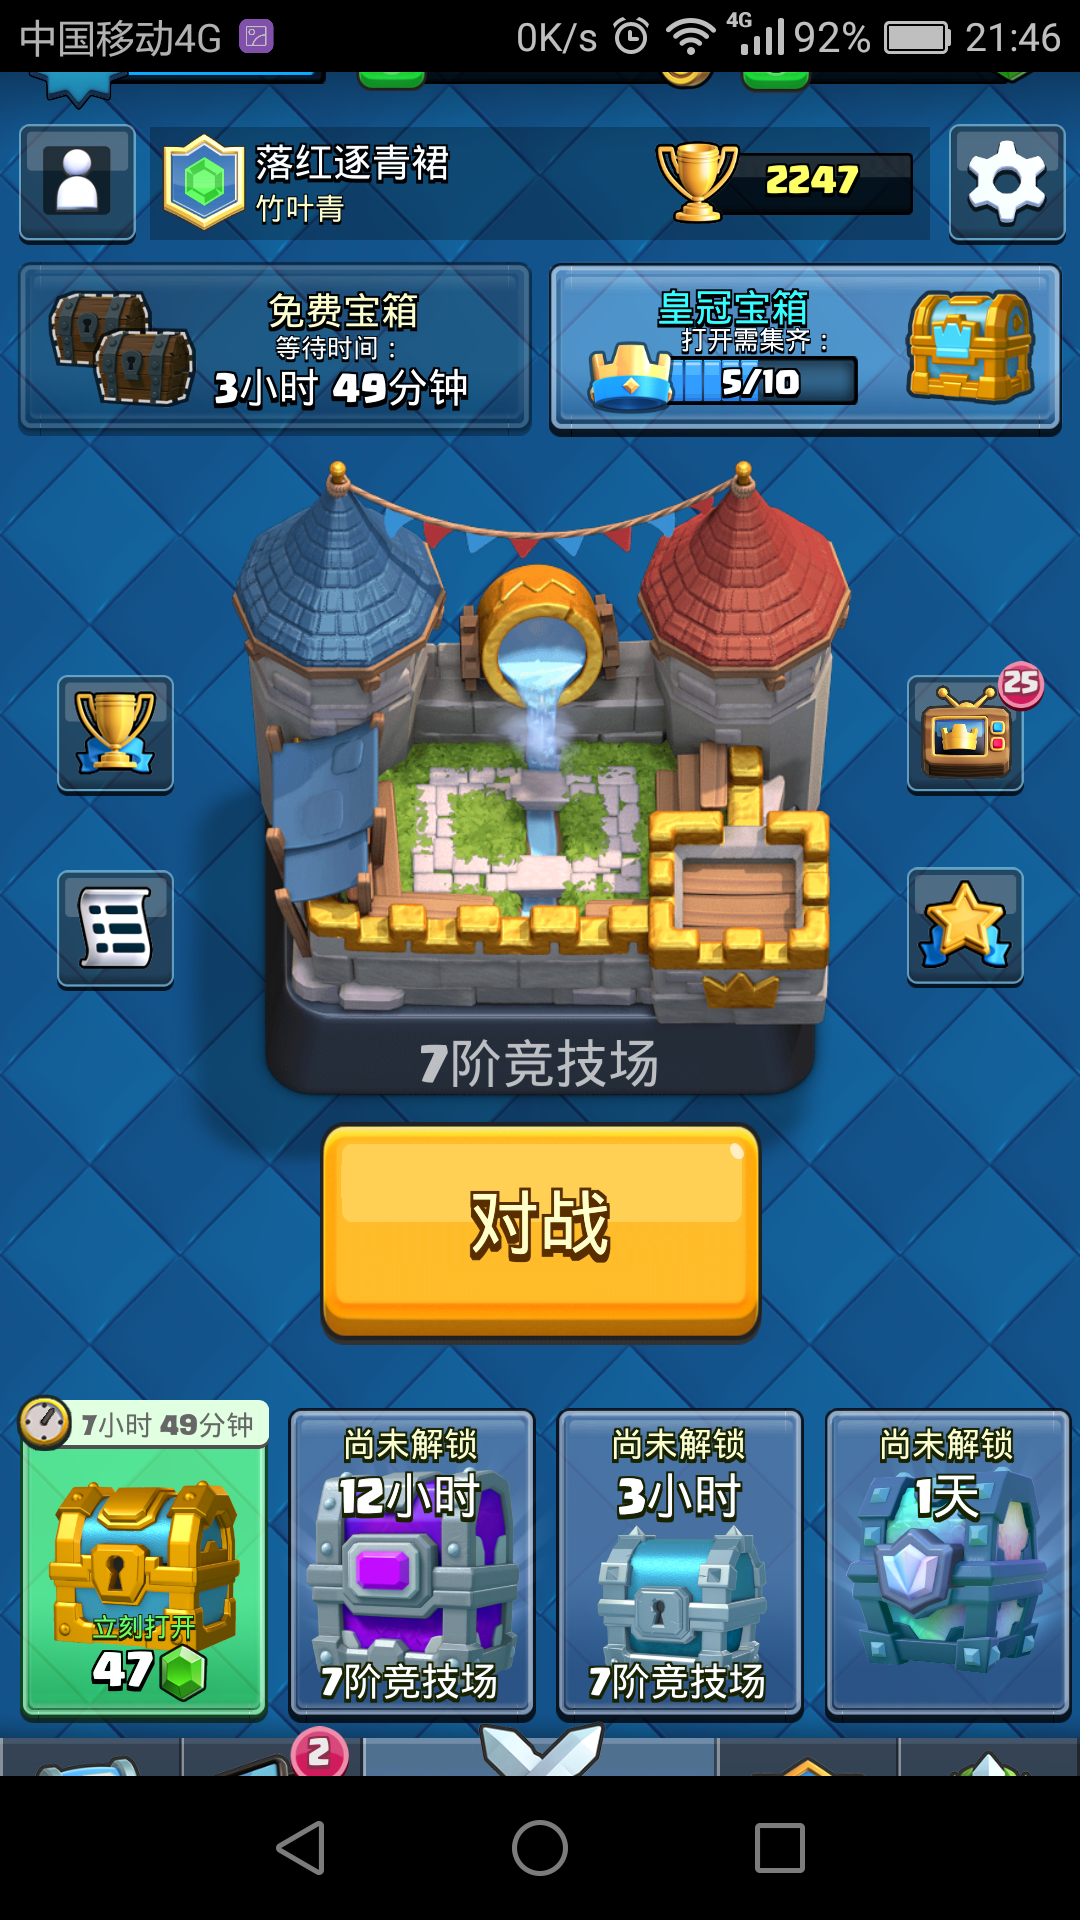 中国移动4G 0K/s 4G 92% 21:46
落红逐青裙
竹叶青
2247
免费宝箱
等待时间：
3小时 49分钟
皇冠宝箱
打开需集齐：
5/10
25
7阶竞技场
对战
7小时 49分钟
立刻打开
47
尚未解锁
12小时
7阶竞技场
尚未解锁
3小时
7阶竞技场
尚未解锁
1天
2